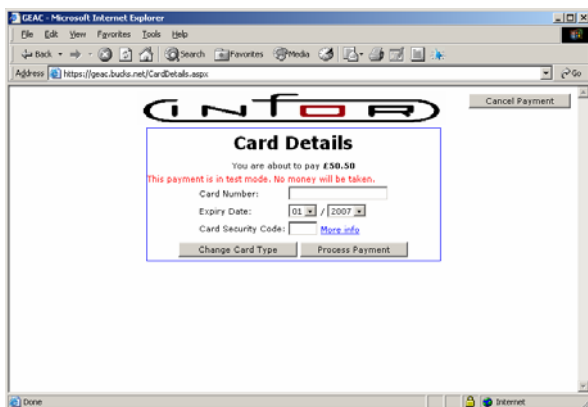 GEAC - Microsoft Internet Explorer
File Edit View Favorites Tools Help
Back Search Favorites Media
Address https://geac.bucks.net/CardDetails.aspx Go
infor
Cancel Payment
Card Details
You are about to pay £50.50
This payment is in test mode. No money will be taken.
Card Number:
Expiry Date: 01 / 2007
Card Security Code: More info
Change Card Type Process Payment
Done Internet